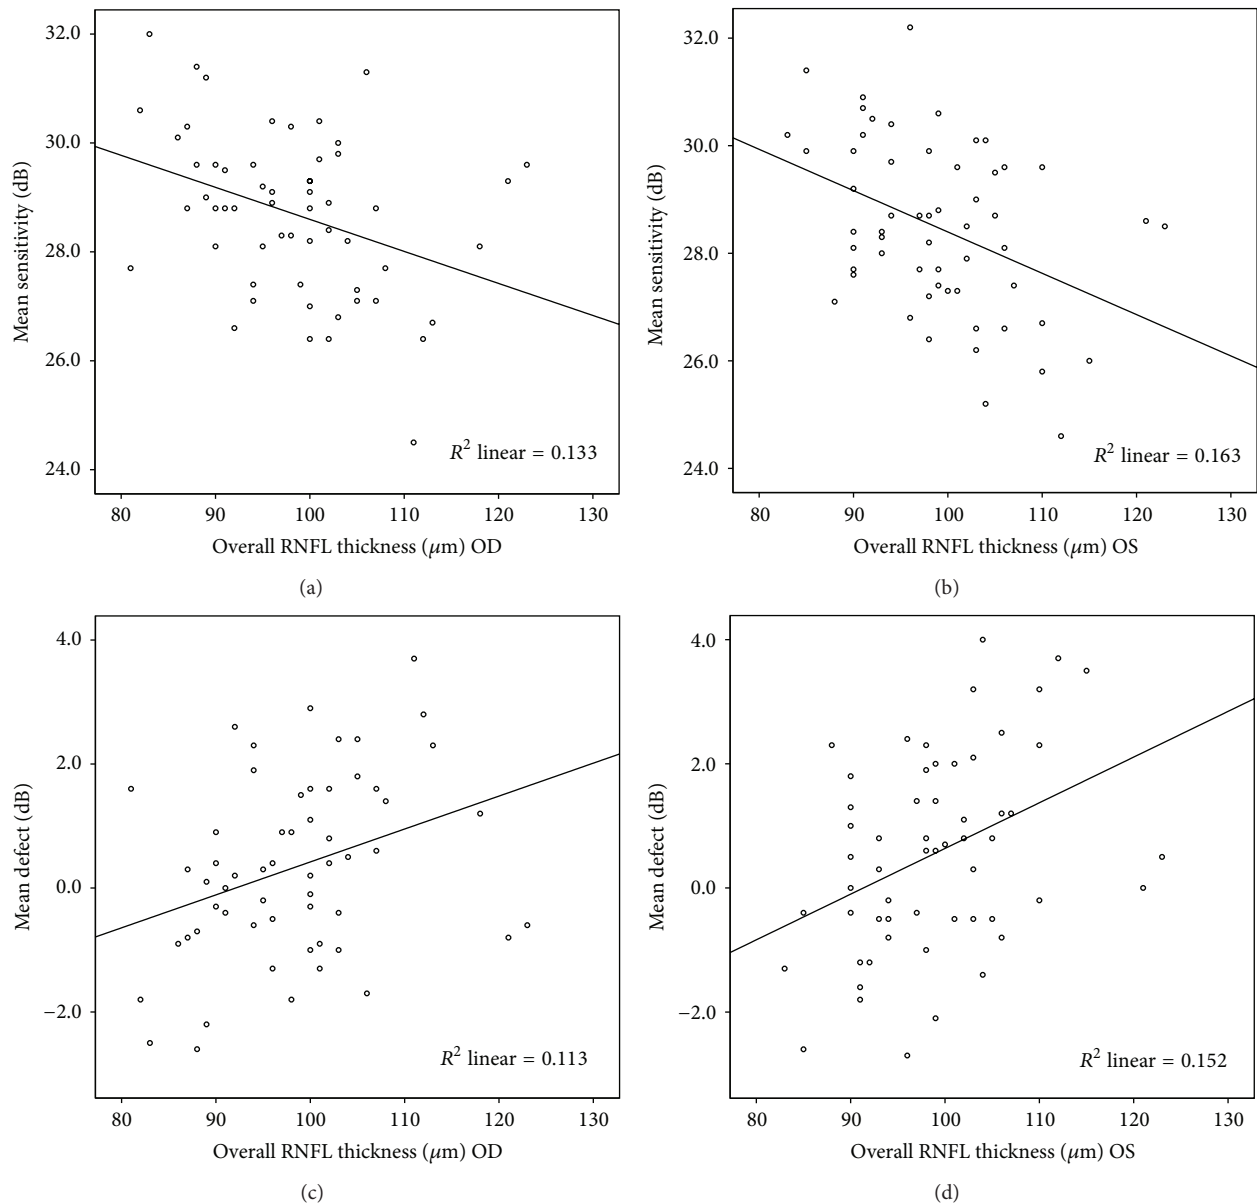 32.0
30.0
28.0
26.0
24.0
Mean sensitivity (dB)
R² linear = 0.133
80 90 100 110 120 130
Overall RNFL thickness (μm) OD
(a)
32.0
30.0
28.0
26.0
24.0
Mean sensitivity (dB)
R² linear = 0.163
80 90 100 110 120 130
Overall RNFL thickness (μm) OS
(b)
4.0
2.0
0.0
−2.0
Mean defect (dB)
R² linear = 0.113
80 90 100 110 120 130
Overall RNFL thickness (μm) OD
(c)
4.0
2.0
0.0
−2.0
Mean defect (dB)
R² linear = 0.152
80 90 100 110 120 130
Overall RNFL thickness (μm) OS
(d)